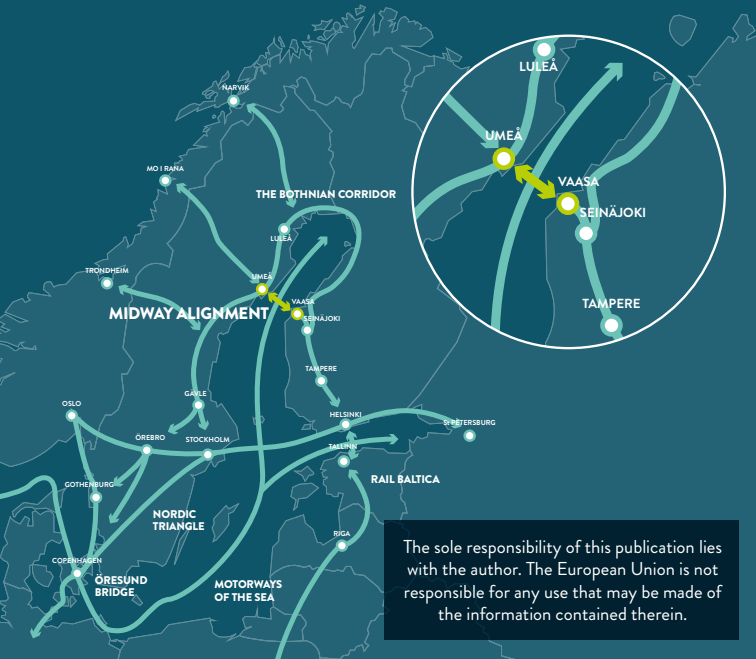 NARVIK
MO I RANA
THE BOTHNIAN CORRIDOR
LULEÅ
TRONDHEIM
UMEÅ
VAASA
MIDWAY ALIGNMENT
SEINÄJOKI
TAMPERE
GÄVLE
OSLO
HELSINKI
St PETERSBURG
ÖREBRO
STOCKHOLM
TALLINN
RAIL BALTICA
GOTHENBURG
NORDIC
TRIANGLE
RIGA
COPENHAGEN
ÖRESUND
BRIDGE
MOTORWAYS
OF THE SEA
LULEÅ
UMEÅ
VAASA
SEINÄJOKI
TAMPERE
The sole responsibility of this publication lies
with the author. The European Union is not
responsible for any use that may be made of
the information contained therein.